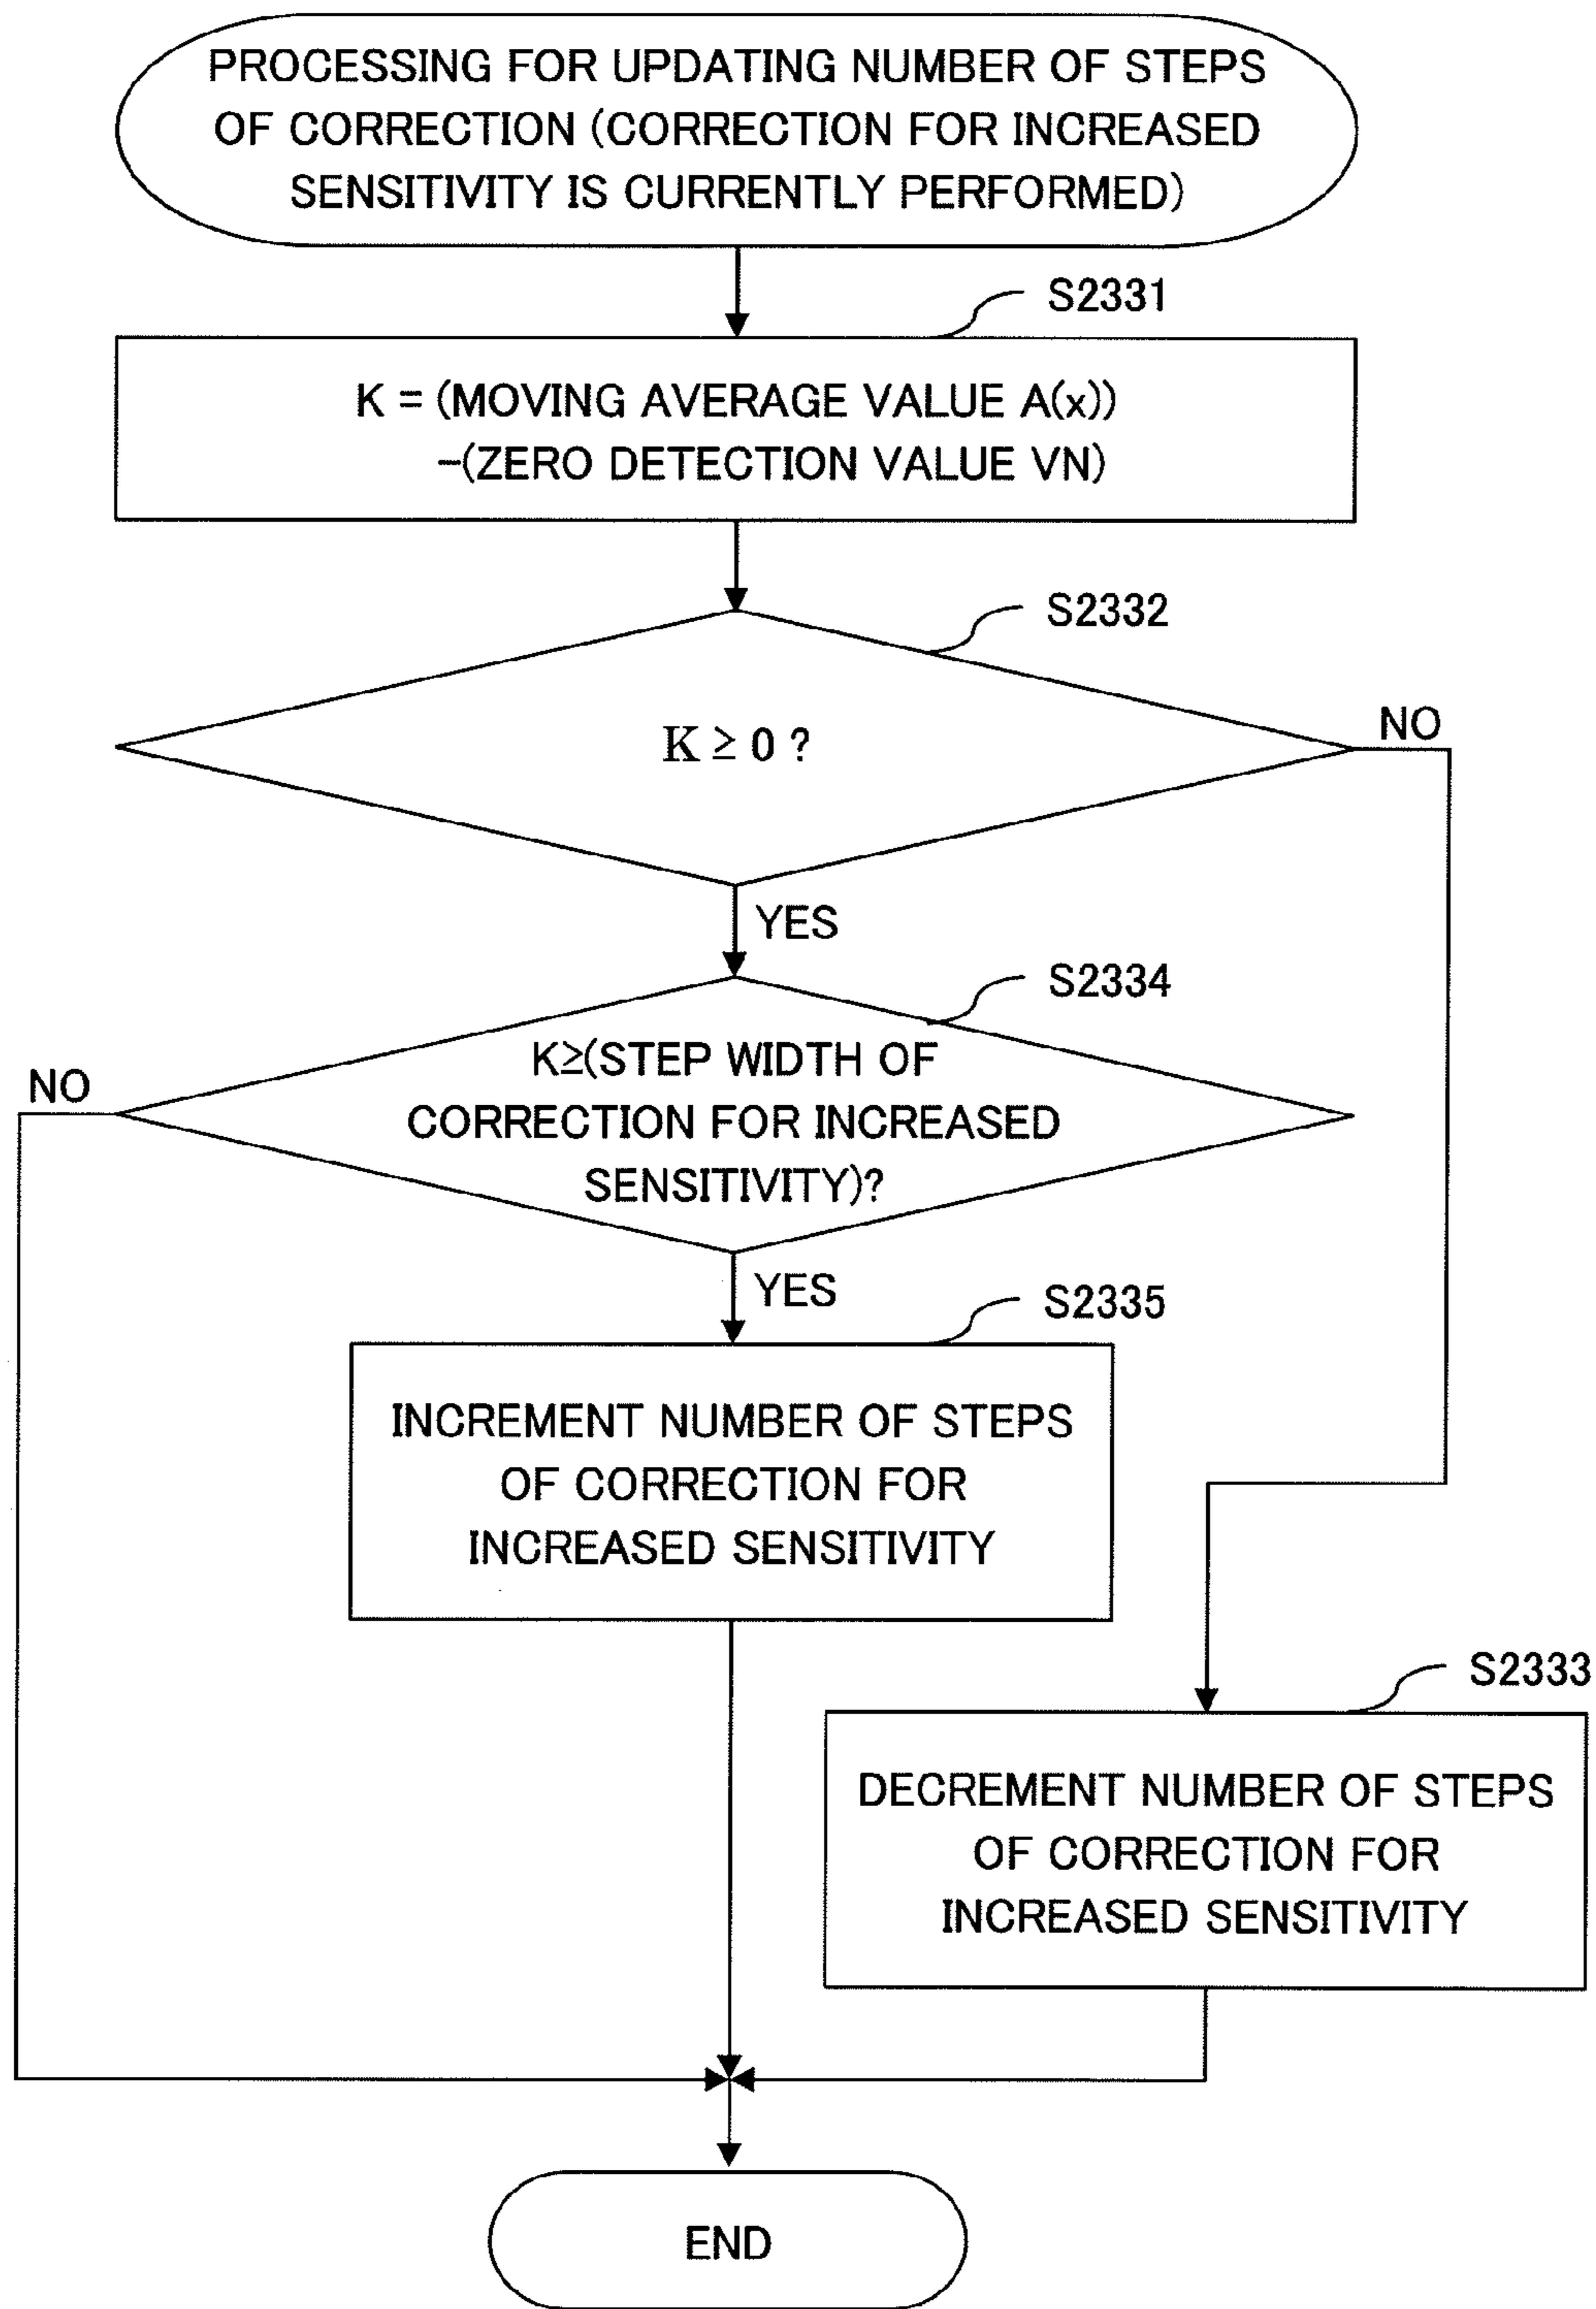 PROCESSING FOR UPDATING NUMBER OF STEPS
OF CORRECTION (CORRECTION FOR INCREASED
SENSITIVITY IS CURRENTLY PERFORMED)
S2331
K = (MOVING AVERAGE VALUE A(x))
-(ZERO DETECTION VALUE VN)
S2332
K ≥ 0 ?
NO
YES
S2334
K≥(STEP WIDTH OF
CORRECTION FOR INCREASED
SENSITIVITY)?
NO
YES
S2335
INCREMENT NUMBER OF STEPS
OF CORRECTION FOR
INCREASED SENSITIVITY
S2333
DECREMENT NUMBER OF STEPS
OF CORRECTION FOR
INCREASED SENSITIVITY
END